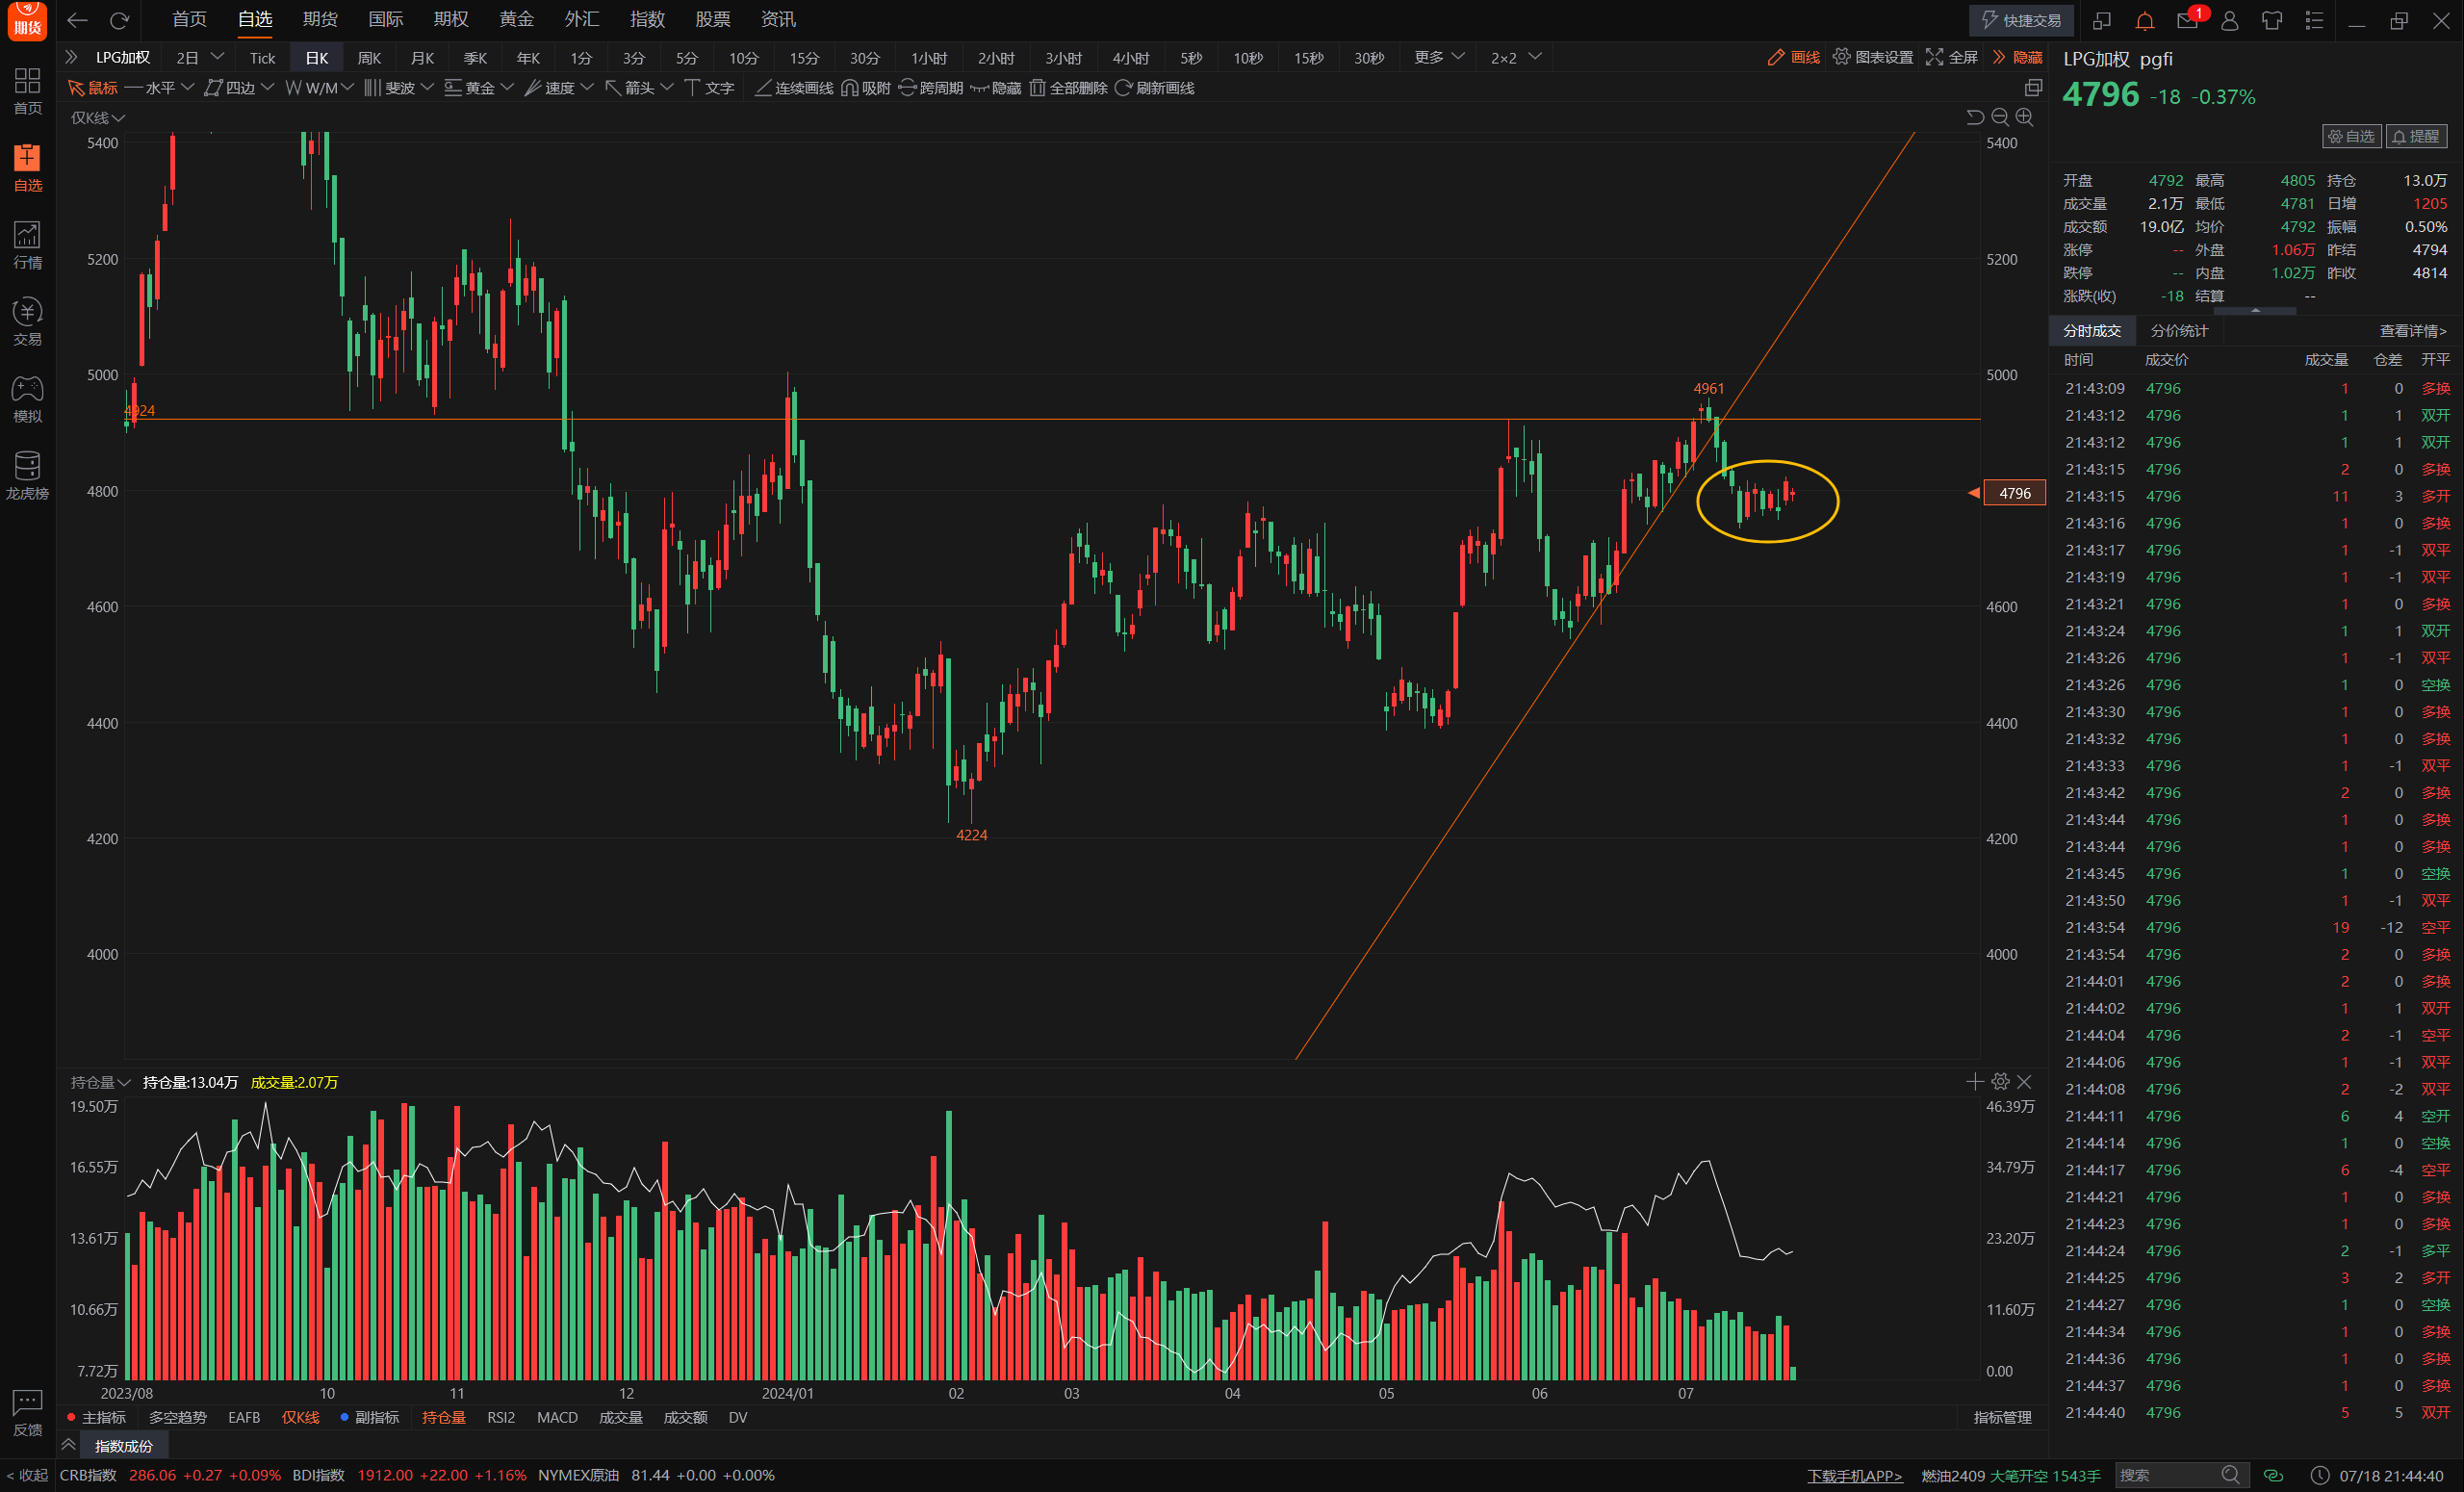 期货 首页 自选 期货 国际 期权 黄金 外汇 指数 股票 资讯 快捷交易 1
LPG加权 2日 Tick 日K 周K 月K 季K 年K 1分 3分 5分 10分 15分 30分 1小时 2小时 3小时 4小时 5秒 10秒 15秒 30秒 更多 2×2 画线 图表设置 全屏 隐藏
鼠标 水平 四边 W/M 斐波 黄金 速度 箭头 文字 连续画线 吸附 跨周期 隐藏 全部删除 刷新画线
首页
自选
行情
交易
模拟
龙虎榜
反馈
< 收起
仅K线
5400 5400
5200 5200
5000 5000
4961
4924
4800 4796
4600 4600
4400 4400
4224
4200 4200
4000 4000
持仓量 持仓量:13.04万 成交量:2.07万
19.50万 46.39万
16.55万 34.79万
13.61万 23.20万
10.66万 11.60万
7.72万 0.00
2023/08 10 11 12 2024/01 02 03 04 05 06 07
主指标 多空趋势 EAFB 仅K线 副指标 持仓量 RSI2 MACD 成交量 成交额 DV 指标管理
指数成份
LPG加权 pgfi
4796 -18 -0.37%
自选 提醒
开盘 4792 最高 4805 持仓 13.0万
成交量 2.1万 最低 4781 日增 1205
成交额 19.0亿 均价 4792 振幅 0.50%
涨停 -- 外盘 1.06万 昨结 4794
跌停 -- 内盘 1.02万 昨收 4814
涨跌(收) -18 结算 --
分时成交 分价统计 查看详情>
时间 成交价 成交量 仓差 开平
21:43:09 4796 1 0 多换
21:43:12 4796 1 1 双开
21:43:12 4796 1 1 双开
21:43:15 4796 2 0 多换
21:43:15 4796 11 3 多开
21:43:16 4796 1 0 多换
21:43:17 4796 1 -1 双平
21:43:19 4796 1 -1 双平
21:43:21 4796 1 0 多换
21:43:24 4796 1 1 双开
21:43:26 4796 1 -1 双平
21:43:26 4796 1 0 空换
21:43:30 4796 1 0 多换
21:43:32 4796 1 0 多换
21:43:33 4796 1 -1 双平
21:43:42 4796 2 0 多换
21:43:44 4796 1 0 多换
21:43:44 4796 1 0 多换
21:43:45 4796 1 0 空换
21:43:50 4796 1 -1 双平
21:43:54 4796 19 -12 空平
21:43:54 4796 2 0 多换
21:44:01 4796 2 0 多换
21:44:02 4796 1 1 双开
21:44:04 4796 2 -1 空平
21:44:06 4796 1 -1 双平
21:44:08 4796 2 -2 双平
21:44:11 4796 6 4 空开
21:44:14 4796 1 0 空换
21:44:17 4796 6 -4 空平
21:44:21 4796 1 0 多换
21:44:23 4796 1 0 多换
21:44:24 4796 2 -1 多平
21:44:25 4796 3 2 多开
21:44:27 4796 1 0 空换
21:44:34 4796 1 0 多换
21:44:36 4796 1 0 多换
21:44:37 4796 1 0 多换
21:44:40 4796 5 5 双开
CRB指数 286.06 +0.27 +0.09% BDI指数 1912.00 +22.00 +1.16% NYMEX原油 81.44 +0.00 +0.00% 下载手机APP> 燃油2409 大笔开空 1543手 搜索 07/18 21:44:40